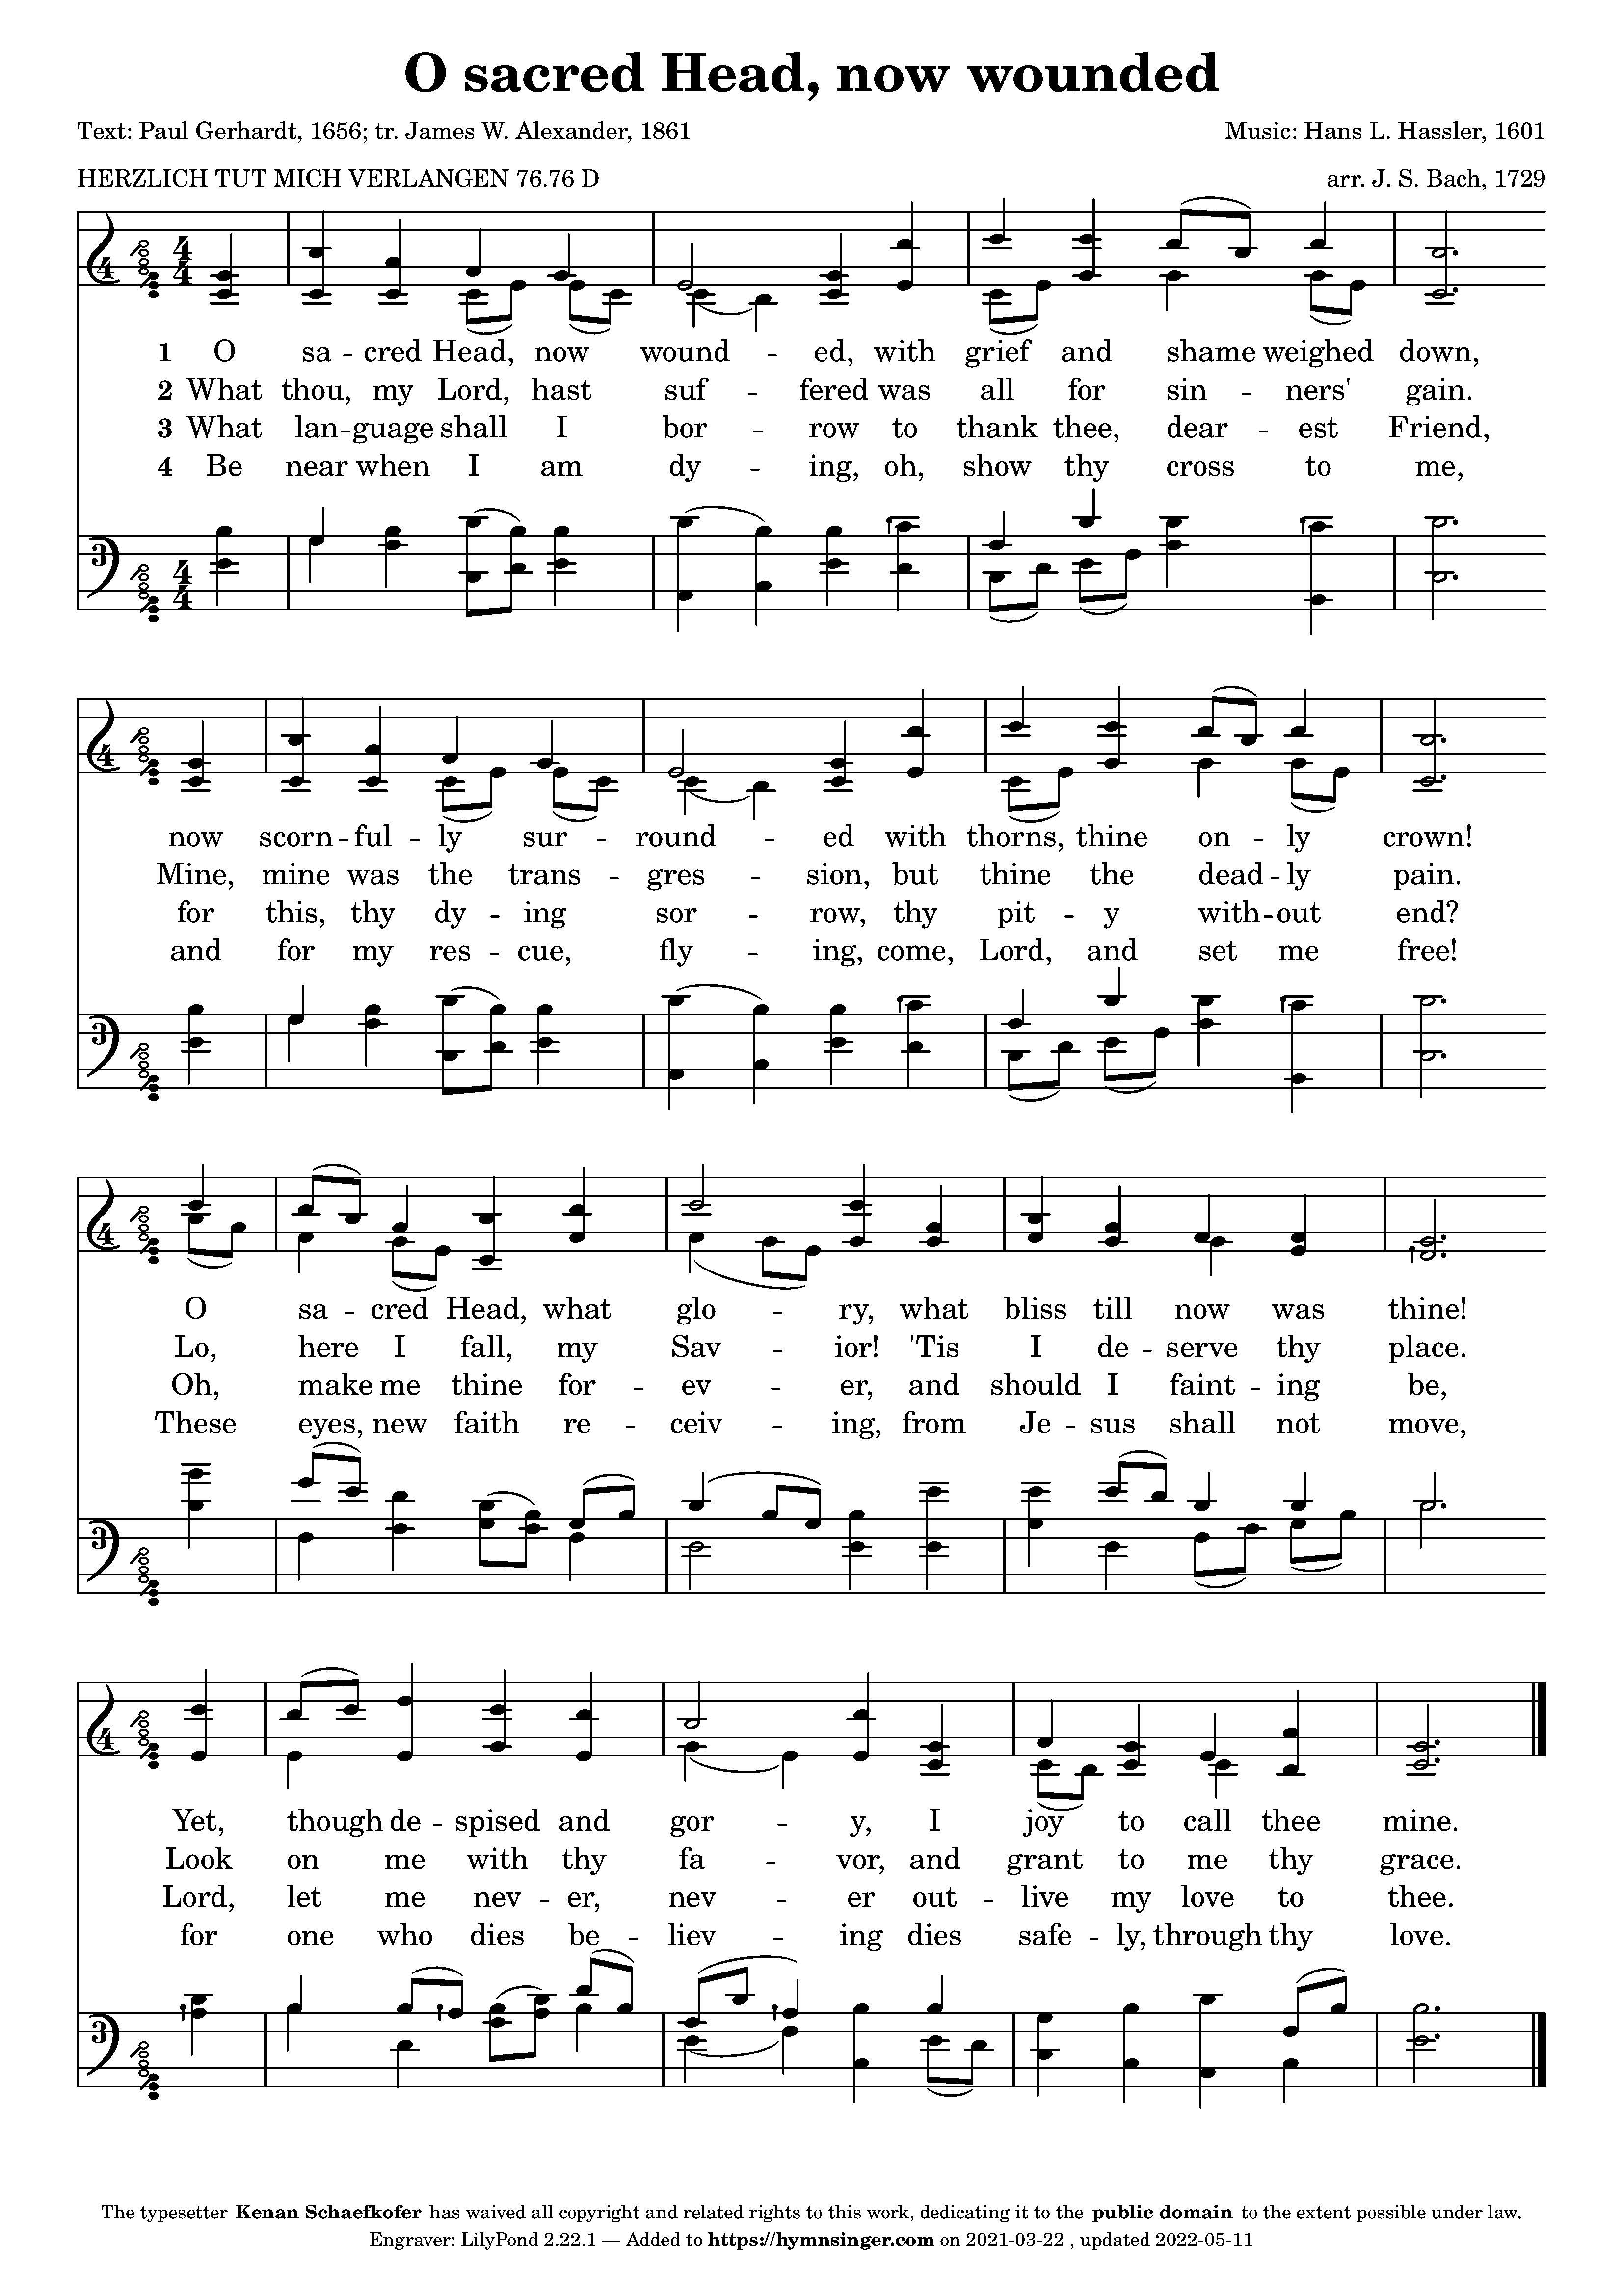 O sacred Head, now wounded
Text: Paul Gerhardt, 1656; tr. James W. Alexander, 1861
Music: Hans L. Hassler, 1601
HERZLICH TUT MICH VERLANGEN 76.76 D
arr. J. S. Bach, 1729
1 O sa -- cred Head, now wound -- ed, with grief and shame weighed down,
2 What thou, my Lord, hast suf -- fered was all for sin -- ners' gain.
3 What lan -- guage shall I bor -- row to thank thee, dear -- est Friend,
4 Be near when I am dy -- ing, oh, show thy cross to me,
now scorn -- ful -- ly sur -- round -- ed with thorns, thine on -- ly crown!
Mine, mine was the trans -- gres -- sion, but thine the dead -- ly pain.
for this, thy dy -- ing sor -- row, thy pit -- y with -- out end?
and for my res -- cue, fly -- ing, come, Lord, and set me free!
O sa -- cred Head, what glo -- ry, what bliss till now was thine!
Lo, here I fall, my Sav -- ior! 'Tis I de -- serve thy place.
Oh, make me thine for -- ev -- er, and should I faint -- ing be,
These eyes, new faith re -- ceiv -- ing, from Je -- sus shall not move,
Yet, though de -- spised and gor -- y, I joy to call thee mine.
Look on me with thy fa -- vor, and grant to me thy grace.
Lord, let me nev -- er, nev -- er out -- live my love to thee.
for one who dies be -- liev -- ing dies safe -- ly, through thy love.
The typesetter Kenan Schaefkofer has waived all copyright and related rights to this work, dedicating it to the public domain to the extent possible under law.
Engraver: LilyPond 2.22.1 — Added to https://hymnsinger.com on 2021-03-22 , updated 2022-05-11